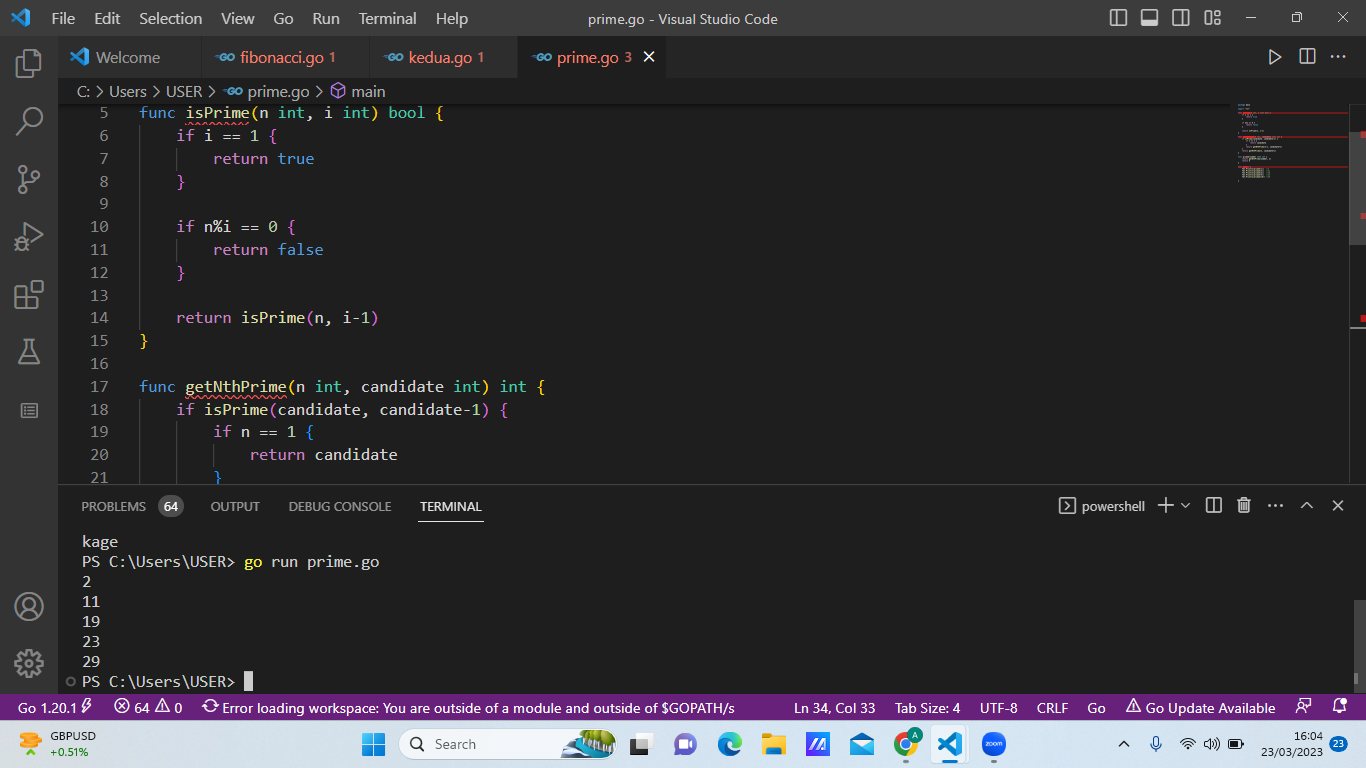 File Edit Selection View Go Run Terminal Help prime.go - Visual Studio Code
Welcome fibonacci.go 1 kedua.go 1 prime.go 3
C: > Users > USER > prime.go > main
5 func isPrime(n int, i int) bool {
6 if i == 1 {
7 return true
8 }
9
10 if n%i == 0 {
11 return false
12 }
13
14 return isPrime(n, i-1)
15 }
16
17 func getNthPrime(n int, candidate int) int {
18 if isPrime(candidate, candidate-1) {
19 if n == 1 {
20 return candidate
21 }
PROBLEMS 64 OUTPUT DEBUG CONSOLE TERMINAL powershell
kage
PS C:\Users\USER> go run prime.go
2
11
19
23
29
PS C:\Users\USER>
Go 1.20.1 64 0 Error loading workspace: You are outside of a module and outside of $GOPATH/s Ln 34, Col 33 Tab Size: 4 UTF-8 CRLF Go Go Update Available
GBPUSD
+0.51%
Search
A
zoom
16:04
23/03/2023 23